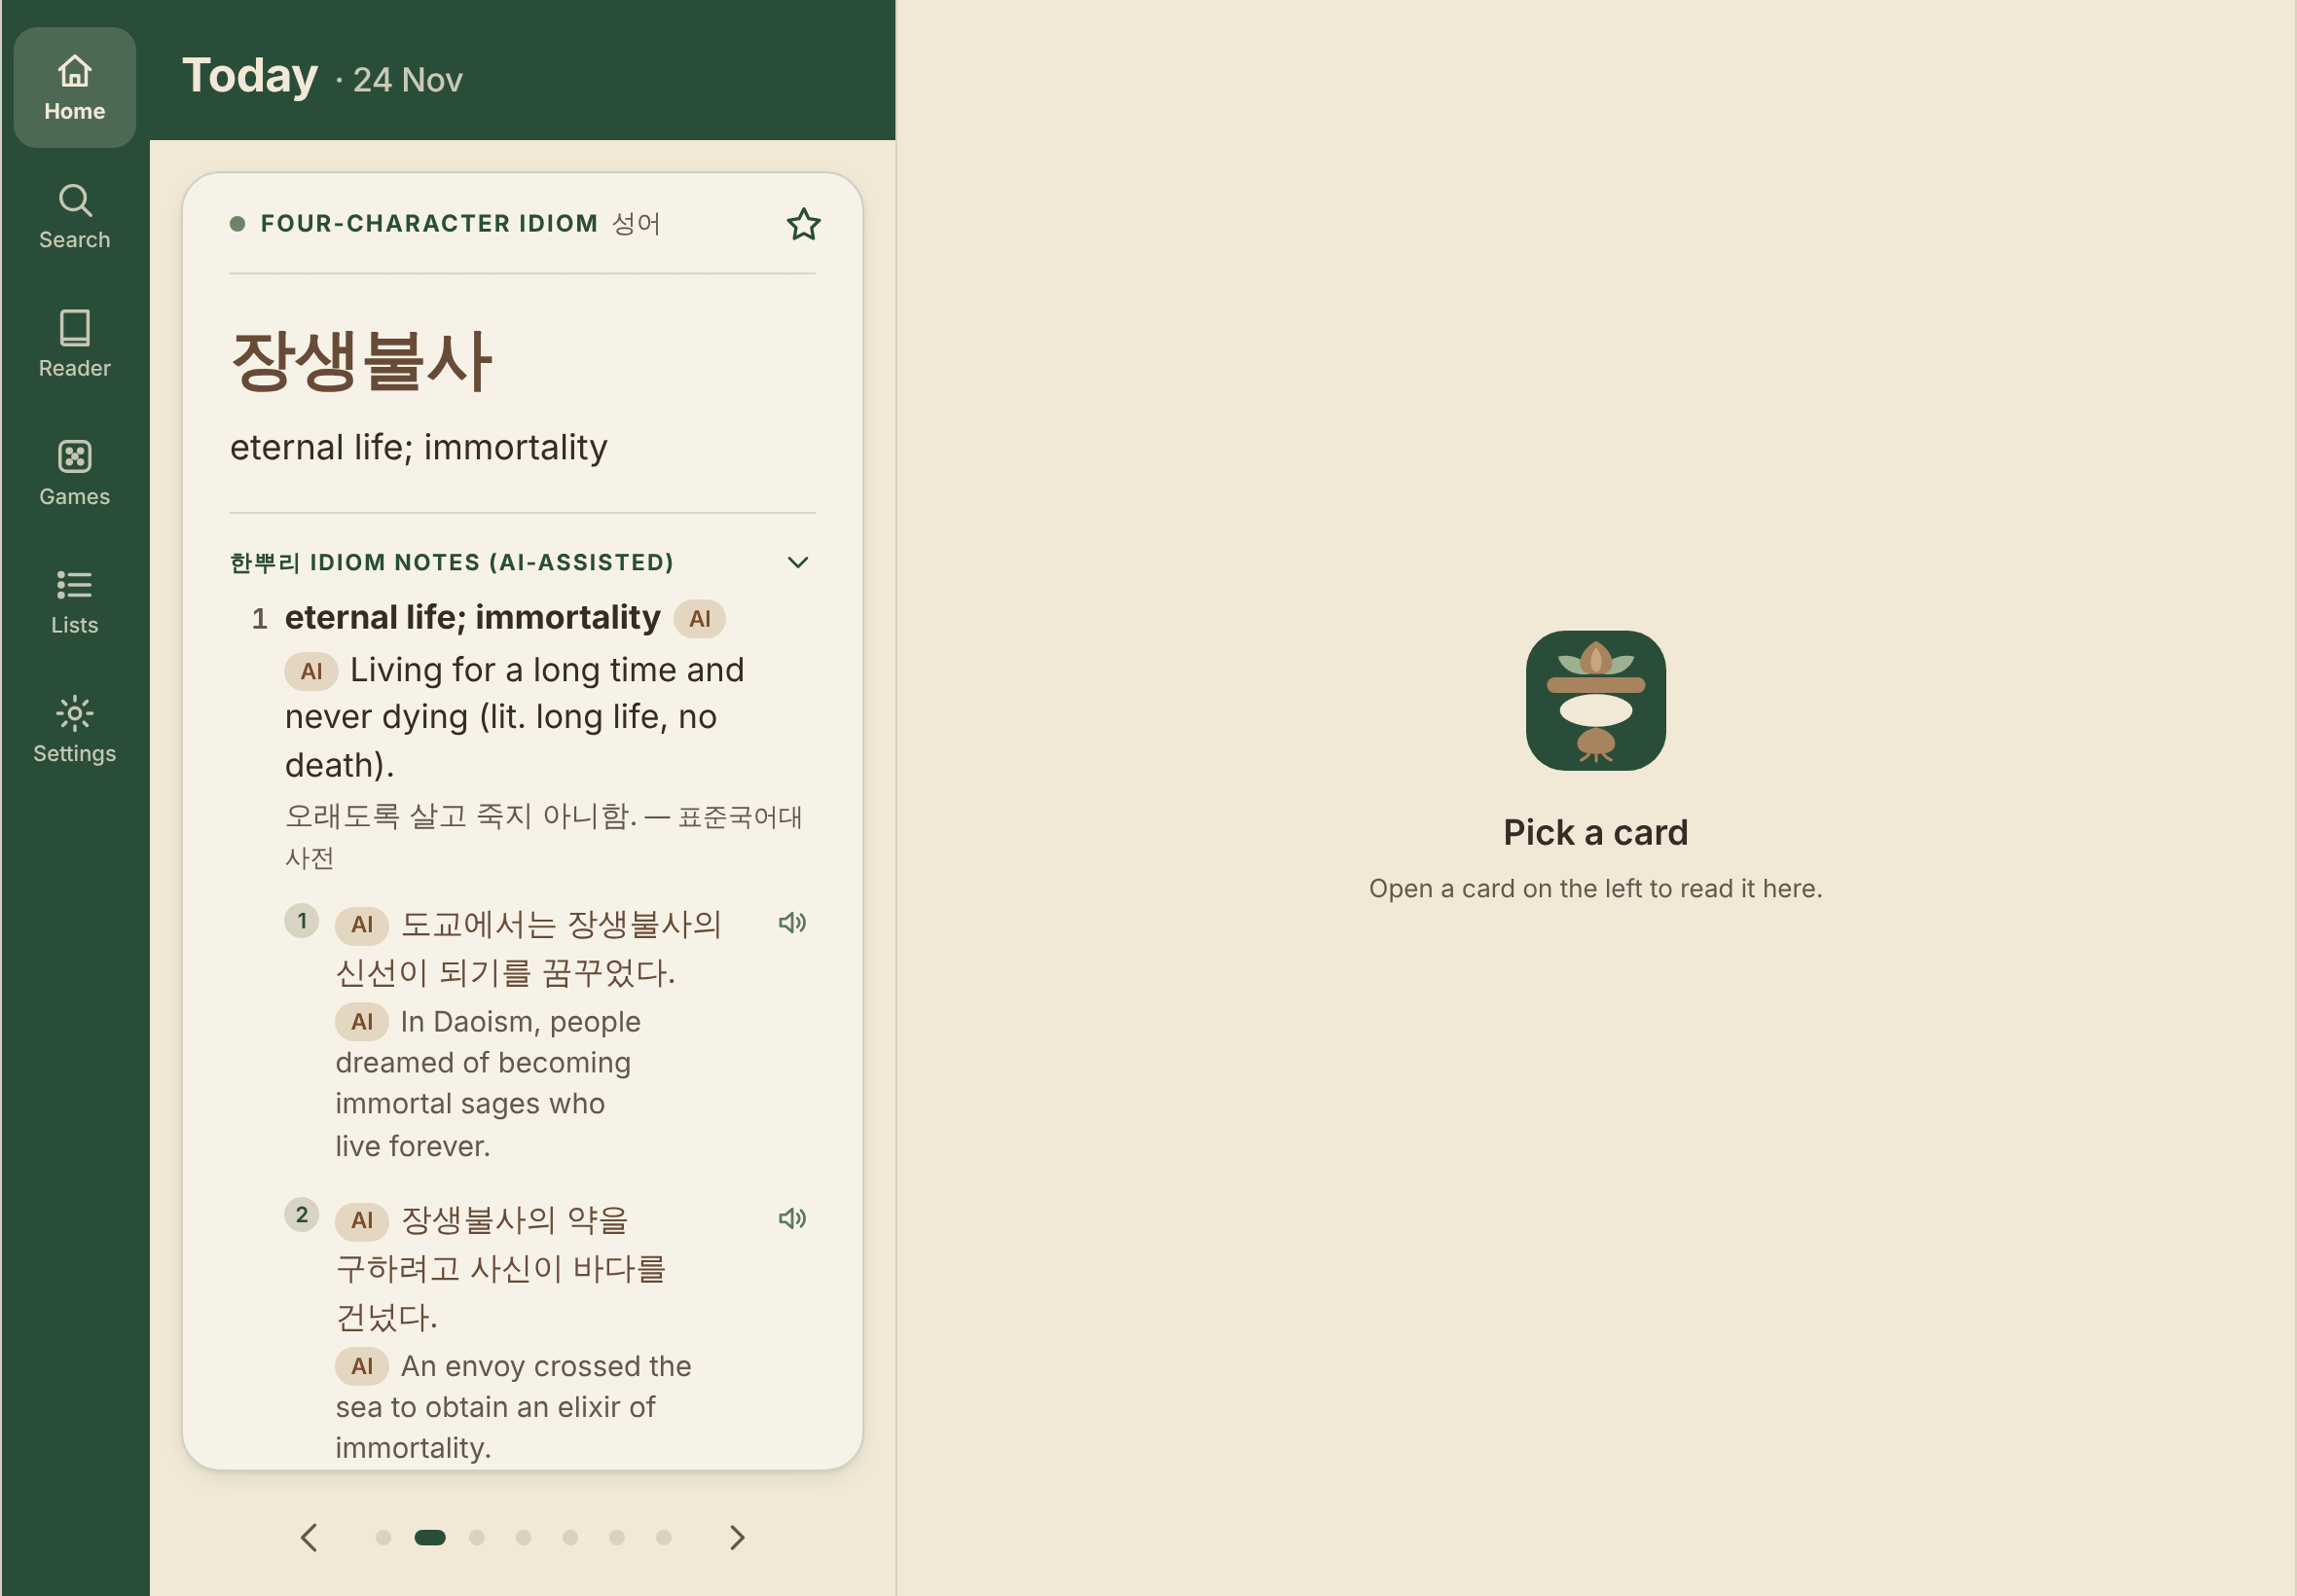 Home
Search
Reader
Games
Lists
Settings
Today · 24 Nov
FOUR-CHARACTER IDIOM 성어
장생불사
eternal life; immortality
한뿌리 IDIOM NOTES (AI-ASSISTED)
1 eternal life; immortality AI
AI Living for a long time and
never dying (lit. long life, no
death).
오래도록 살고 죽지 아니함. — 표준국어대
사전
1 AI 도교에서는 장생불사의
신선이 되기를 꿈꾸었다.
AI In Daoism, people
dreamed of becoming
immortal sages who
live forever.
2 AI 장생불사의 약을
구하려고 사신이 바다를
건넜다.
AI An envoy crossed the
sea to obtain an elixir of
immortality.
Pick a card
Open a card on the left to read it here.